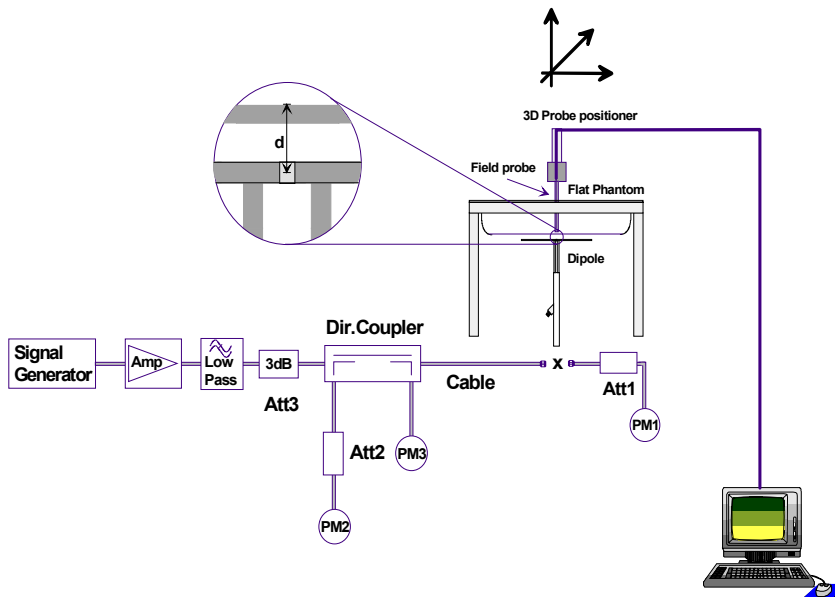 3D Probe positioner
d
Field probe
Flat Phantom
Dipole
Dir.Coupler
Signal
Generator
Amp
Low
Pass
3dB
Att3
Cable
x
Att1
PM1
Att2
PM3
PM2